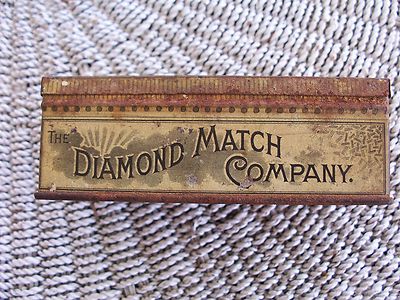 THE DIAMOND MATCH
COMPANY.